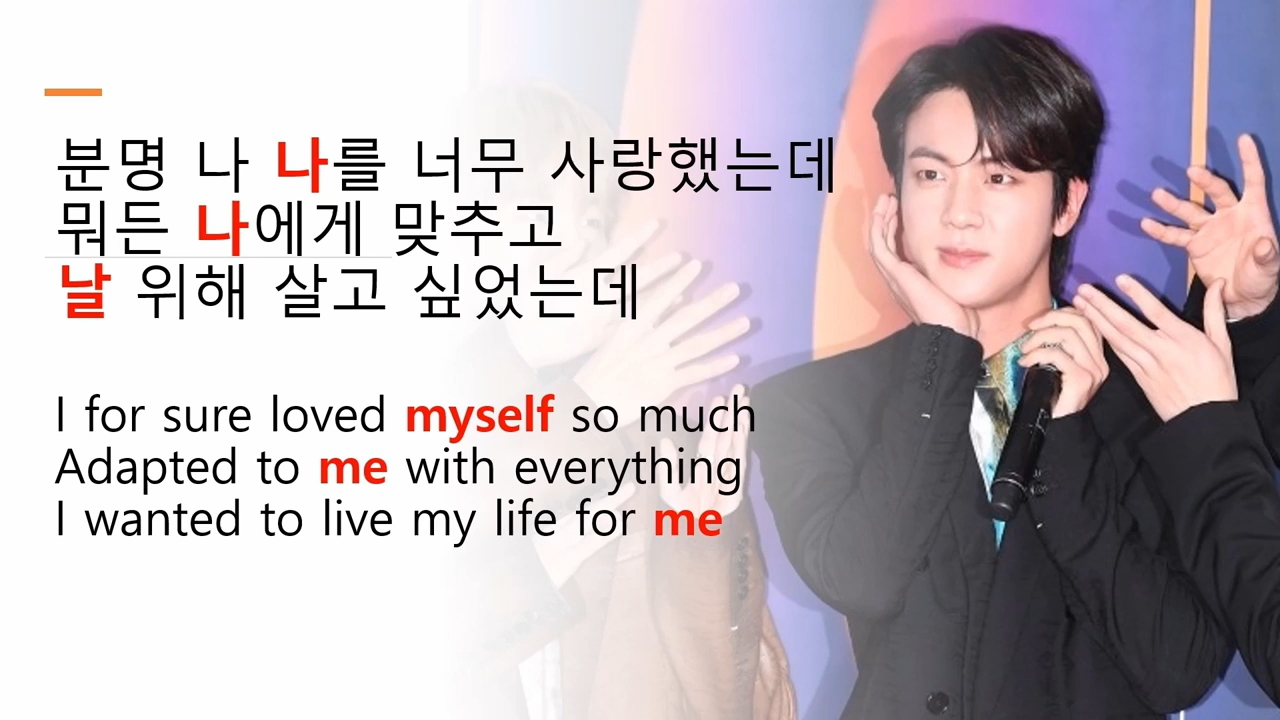 분명 나 나를 너무 사랑했는데
뭐든 나에게 맞추고
날 위해 살고 싶었는데
I for sure loved myself so much
Adapted to me with everything
I wanted to live my life for me